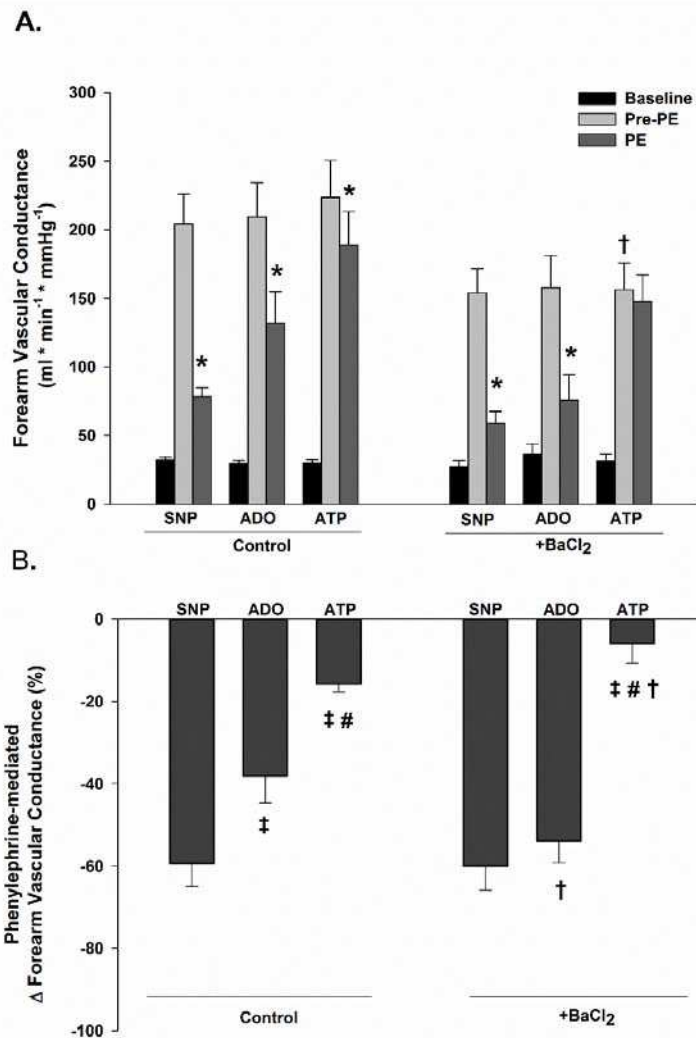 A.
300
250
200
150
100
50
0
Forearm Vascular Conductance
(ml * min⁻¹ * mmHg⁻¹)
Baseline
Pre-PE
PE
* * *
* * †
SNP ADO ATP SNP ADO ATP
Control +BaCl₂
B.
SNP ADO ATP SNP ADO ATP
0
-20
-40
-60
-80
-100
Phenylephrine-mediated
Δ Forearm Vascular Conductance (%)
‡ ‡ #
† ‡ # †
Control +BaCl₂